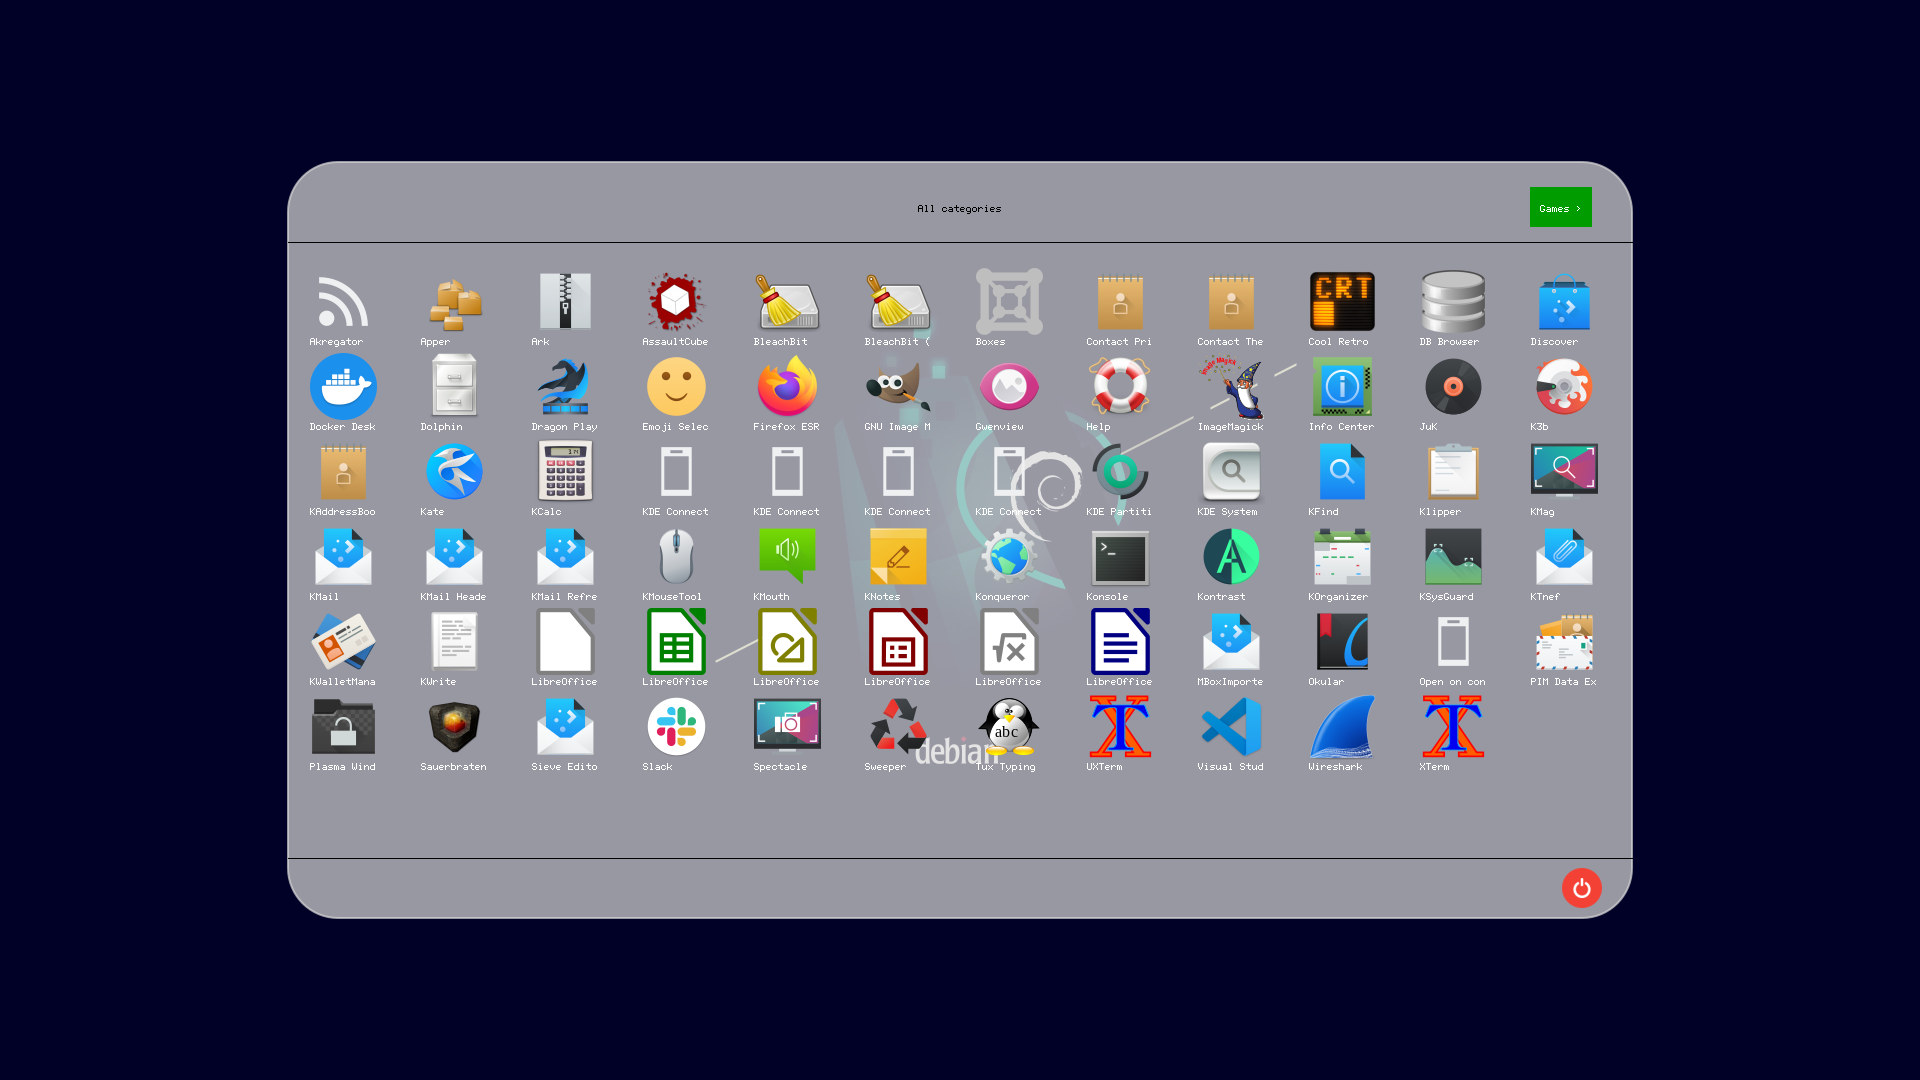 All categories
Games >
Akregator
Apper
Ark
AssaultCube
BleachBit
BleachBit (
Boxes
Contact Pri
Contact The
CRT
Cool Retro
DB Browser
Discover
Docker Desk
Dolphin
Dragon Play
Emoji Selec
Firefox ESR
GNU Image M
Gwenview
Help
Image Magick
ImageMagick
Info Center
JuK
K3b
KAddressBoo
Kate
KCalc
KDE Connect
KDE Connect
KDE Connect
KDE Connect
KDE Partiti
KDE System
KFind
Klipper
KMag
KMail
KMail Heade
KMail Refre
KMouseTool
KMouth
KNotes
Konqueror
Konsole
Kontrast
KOrganizer
KSysGuard
KTnef
KWalletMana
KWrite
LibreOffice
LibreOffice
LibreOffice
LibreOffice
LibreOffice
LibreOffice
MBoxImporte
Okular
Open on con
PIM Data Ex
Plasma Wind
Sauerbraten
Sieve Edito
Slack
Spectacle
Sweeper
debian
abc
Tux Typing
UXTerm
Visual Stud
Wireshark
XTerm